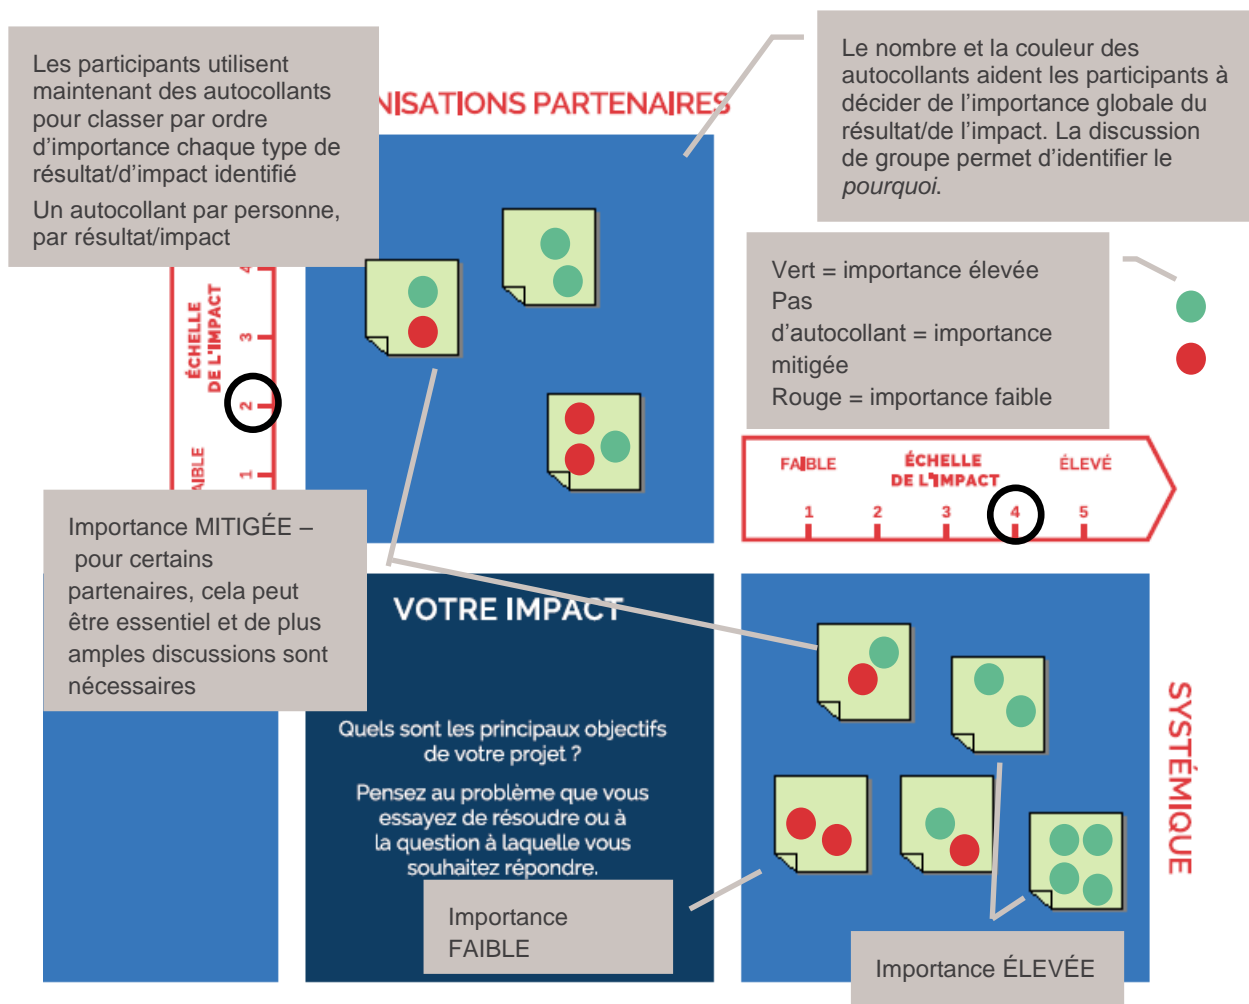 Les participants utilisent
maintenant des autocollants
pour classer par ordre
d’importance chaque type de
résultat/d’impact identifié
Un autocollant par personne,
par résultat/impact
NISATIONS PARTENAIRES
Le nombre et la couleur des
autocollants aident les participants à
décider de l’importance globale du
résultat/de l’impact. La discussion
de groupe permet d’identifier le
pourquoi.
Vert = importance élevée
Pas
d’autocollant = importance
mitigée
Rouge = importance faible
ÉCHELLE
DE L'IMPACT
4
3
2
1
AIBLE
FAIBLE
ÉCHELLE
DE L'IMPACT
ÉLEVÉ
1 2 3 4 5
Importance MITIGÉE –
pour certains
partenaires, cela peut
être essentiel et de plus
amples discussions sont
nécessaires
VOTRE IMPACT
Quels sont les principaux objectifs
de votre projet ?
Pensez au problème que vous
essayez de résoudre ou à
la question à laquelle vous
souhaitez répondre.
SYSTÉMIQUE
Importance
FAIBLE
Importance ÉLEVÉE